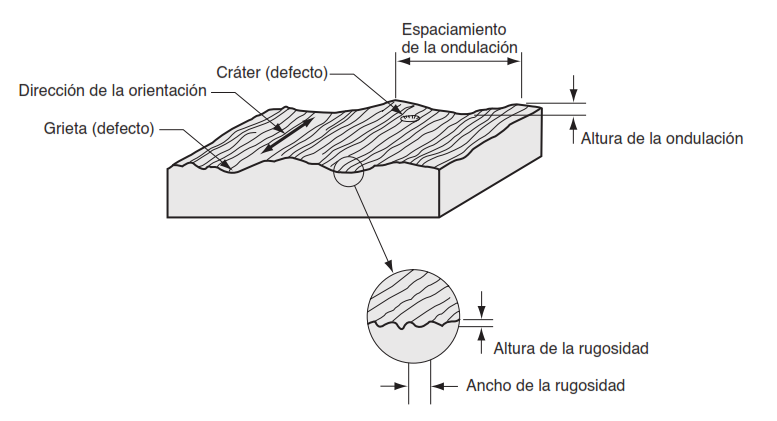 Espaciamiento
de la ondulación
Cráter (defecto)
Dirección de la orientación
Grieta (defecto)
Altura de la ondulación
Altura de la rugosidad
Ancho de la rugosidad